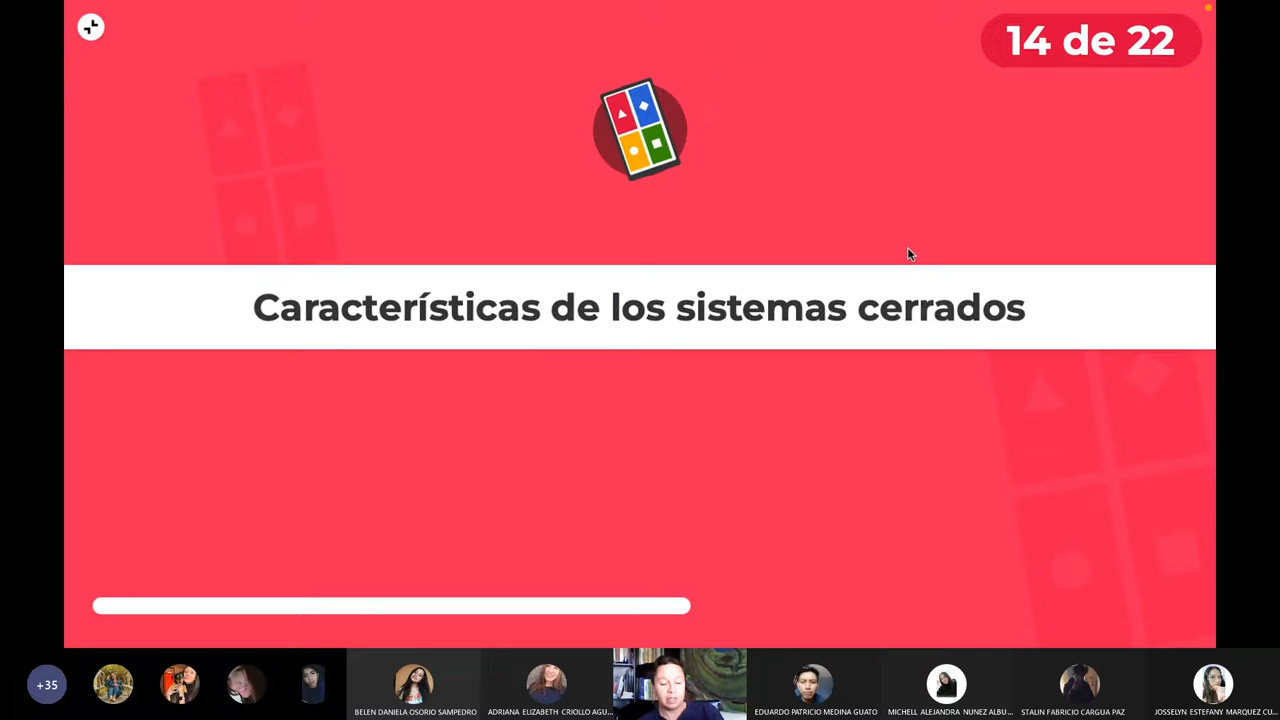 14 de 22
Características de los sistemas cerrados
+35
BELEN DANIELA OSORIO SAMPEDRO
ADRIANA ELIZABETH CRIOLLO AGU...
EDUARDO PATRICIO MEDINA GUATO
MICHELL ALEJANDRA NUNEZ ALBU...
STALIN FABRICIO CARGUA PAZ
JOSSELYN ESTEFANY MARQUEZ CU...